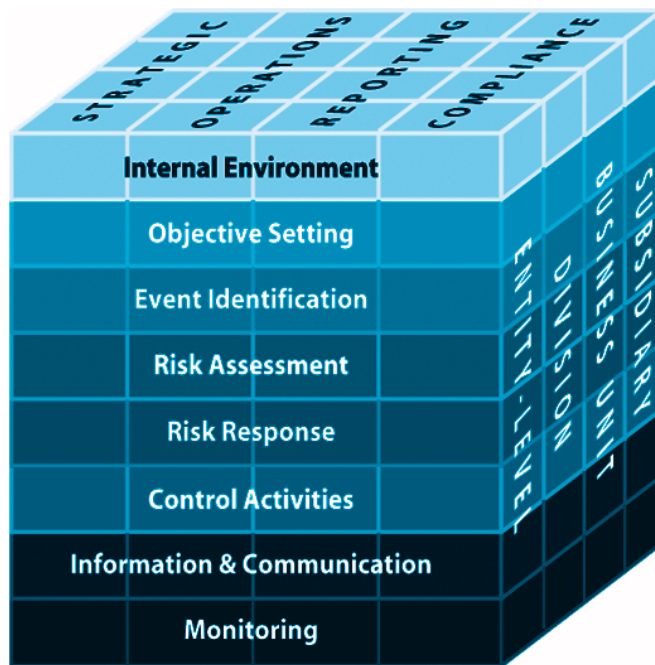 STRATEGIC
OPERATIONS
REPORTING
COMPLIANCE
Internal Environment
Objective Setting
Event Identification
Risk Assessment
Risk Response
Control Activities
Information & Communication
Monitoring
ENTITY-LEVEL
DIVISION
BUSINESS UNIT
SUBSIDIARY